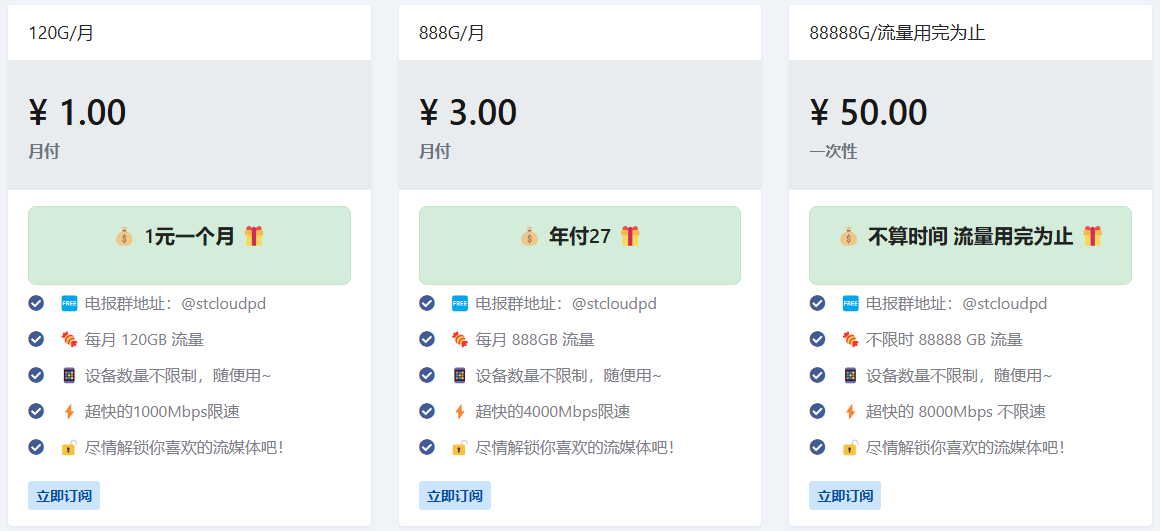 120G/月
¥ 1.00
月付
💰 1元一个月 🎁
🆓 电报群地址：@stcloudpd
🍬 每月 120GB 流量
📱 设备数量不限制，随便用~
⚡ 超快的1000Mbps限速
🔓 尽情解锁你喜欢的流媒体吧！
立即订阅
888G/月
¥ 3.00
月付
💰 年付27 🎁
🆓 电报群地址：@stcloudpd
🍬 每月 888GB 流量
📱 设备数量不限制，随便用~
⚡ 超快的4000Mbps限速
🔓 尽情解锁你喜欢的流媒体吧！
立即订阅
88888G/流量用完为止
¥ 50.00
一次性
💰 不算时间 流量用完为止 🎁
🆓 电报群地址：@stcloudpd
🍬 不限时 88888 GB 流量
📱 设备数量不限制，随便用~
⚡ 超快的 8000Mbps 不限速
🔓 尽情解锁你喜欢的流媒体吧！
立即订阅